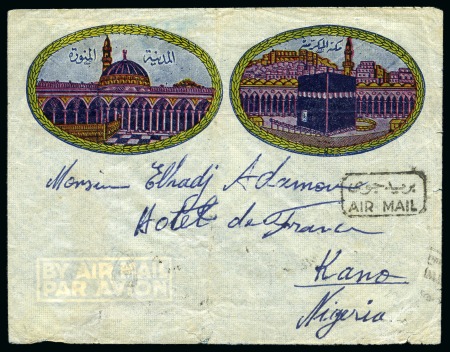 المدينة المنورة
مكة المكرمة
Monsieur Elhadj Adamou
بريد جوي
AIR MAIL
Hotel de France
Kano
Nigeria
BY AIR MAIL
PAR AVION